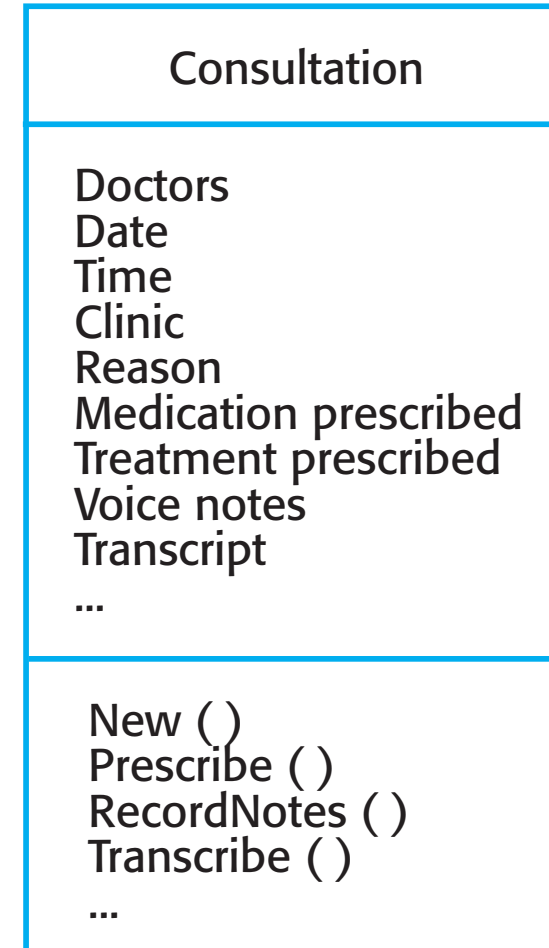 Consultation
Doctors
Date
Time
Clinic
Reason
Medication prescribed
Treatment prescribed
Voice notes
Transcript
...
New ( )
Prescribe ( )
RecordNotes ( )
Transcribe ( )
...